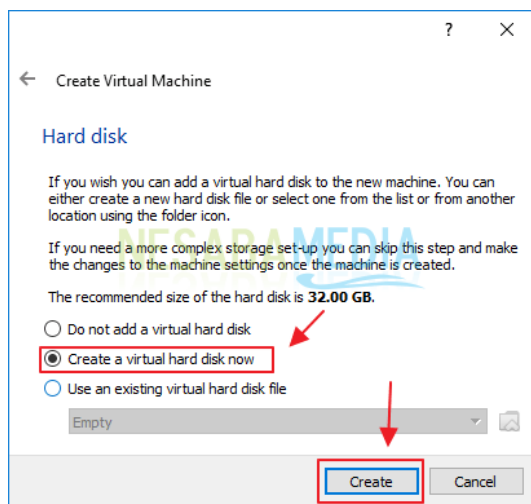 ?
Create Virtual Machine
Hard disk
If you wish you can add a virtual hard disk to the new machine. You can
either create a new hard disk file or select one from the list or from another
location using the folder icon.
NESARAMEDIA
If you need a more complex storage set-up you can skip this step and make
the changes to the machine settings once the machine is created.
The recommended size of the hard disk is 32.00 GB.
Do not add a virtual hard disk
Create a virtual hard disk now
Use an existing virtual hard disk file
Empty
Create Cancel